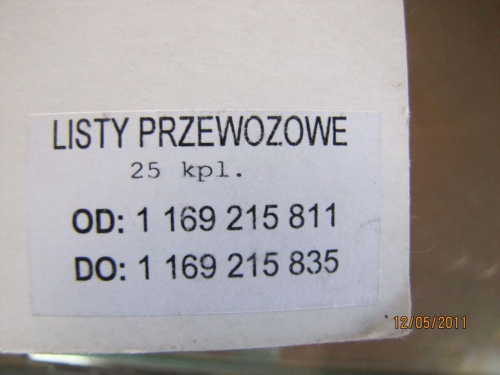 LISTY PRZEWOZOWE
25 kpl.
OD: 1 169 215 811
DO: 1 169 215 835
12/05/2011